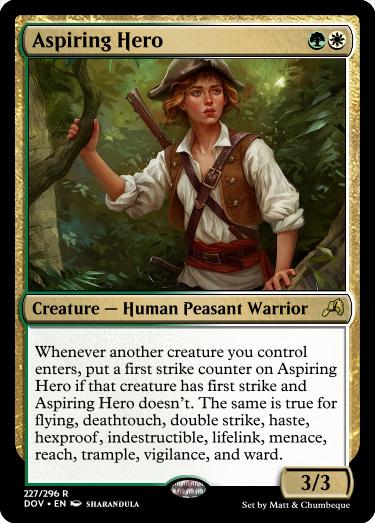 Aspiring Hero
Creature — Human Peasant Warrior
Whenever another creature you control
enters, put a first strike counter on Aspiring
Hero if that creature has first strike and
Aspiring Hero doesn't. The same is true for
flying, deathtouch, double strike, haste,
hexproof, indestructible, lifelink, menace,
reach, trample, vigilance, and ward.
3/3
227/296 R
DOV • EN SHARANDULA
Set by Matt & Chumbeque